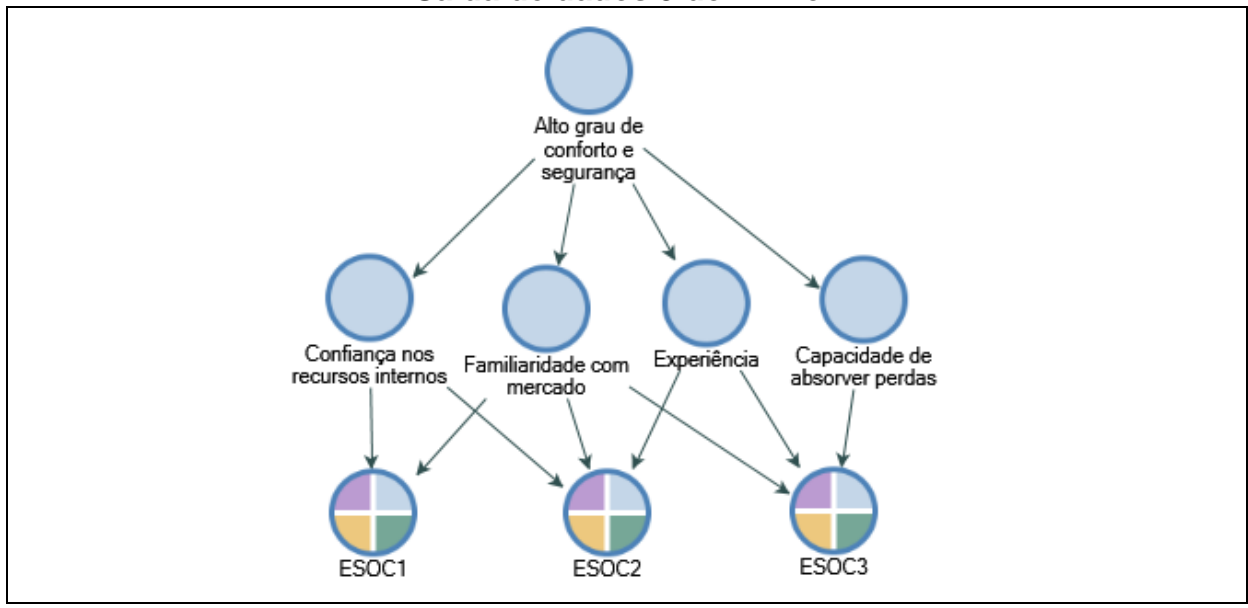 Alto grau de
conforto e
segurança
Confiança nos
recursos internos
Familiaridade com
mercado
Experiência
Capacidade de
absorver perdas
ESOC1
ESOC2
ESOC3